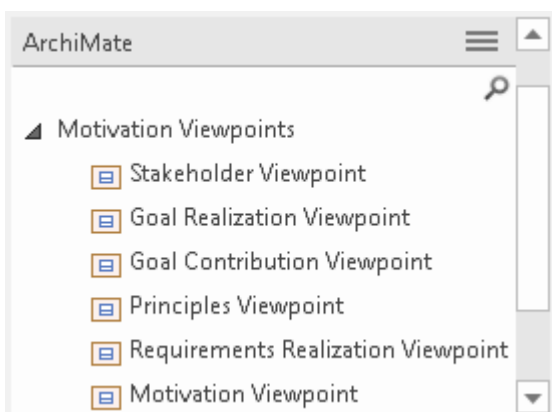 ArchiMate
Motivation Viewpoints
Stakeholder Viewpoint
Goal Realization Viewpoint
Goal Contribution Viewpoint
Principles Viewpoint
Requirements Realization Viewpoint
Motivation Viewpoint